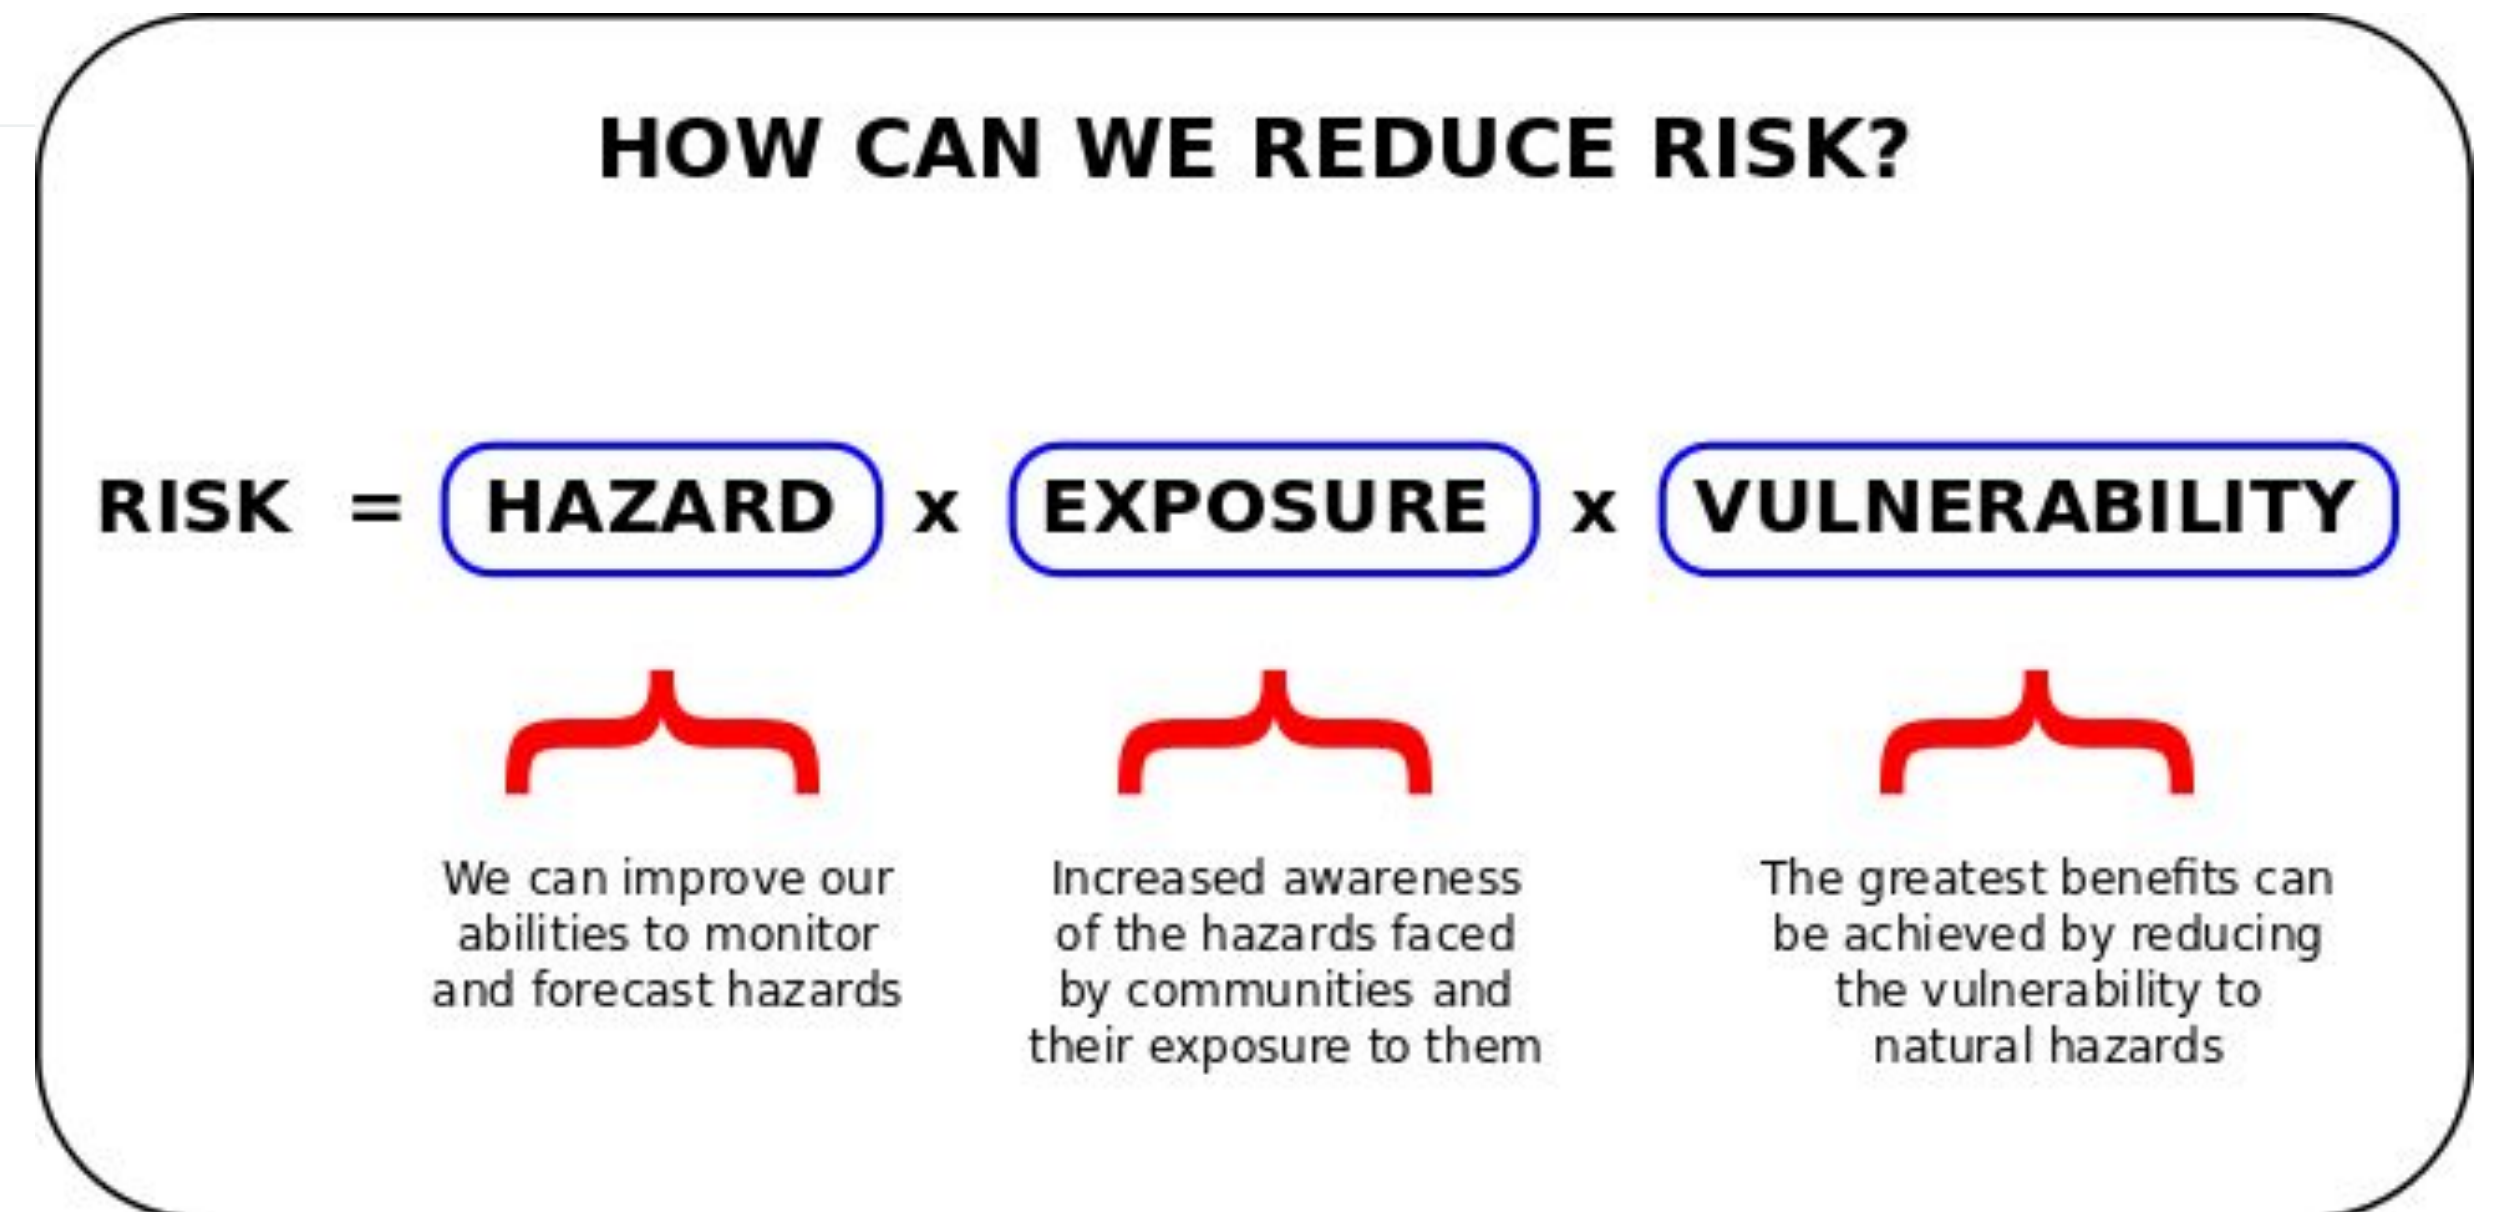 HOW CAN WE REDUCE RISK?
RISK = HAZARD x EXPOSURE x VULNERABILITY
We can improve our
abilities to monitor
and forecast hazards
Increased awareness
of the hazards faced
by communities and
their exposure to them
The greatest benefits can
be achieved by reducing
the vulnerability to
natural hazards